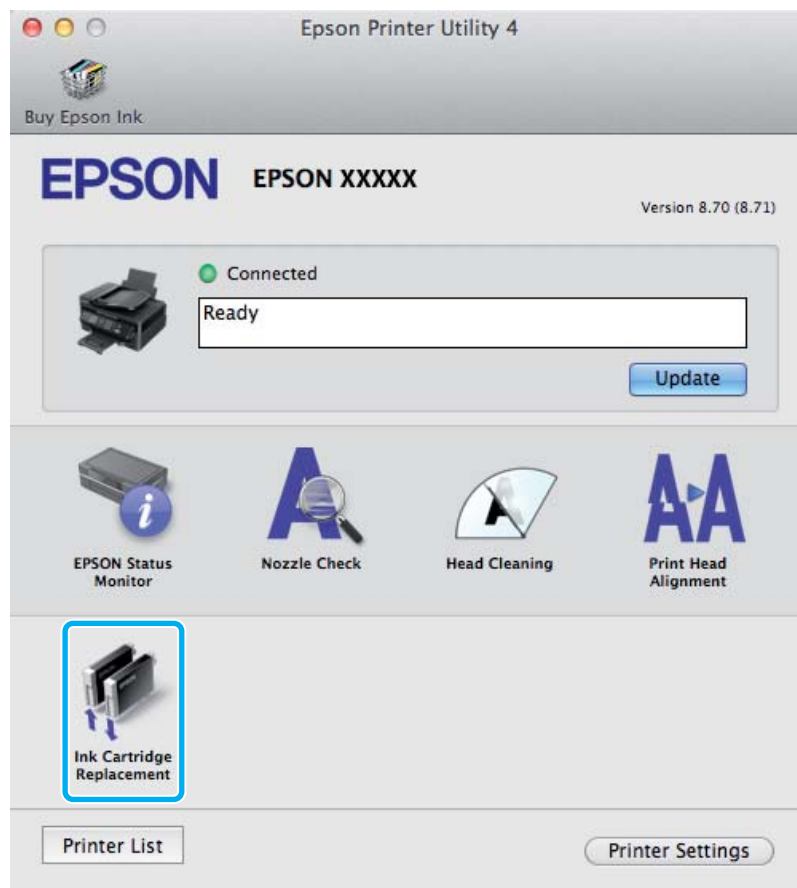 Epson Printer Utility 4
Buy Epson Ink
EPSON EPSON XXXXX
Version 8.70 (8.71)
Connected
Ready
Update
EPSON Status
Monitor
Nozzle Check
Head Cleaning
Print Head
Alignment
Ink Cartridge
Replacement
Printer List
Printer Settings